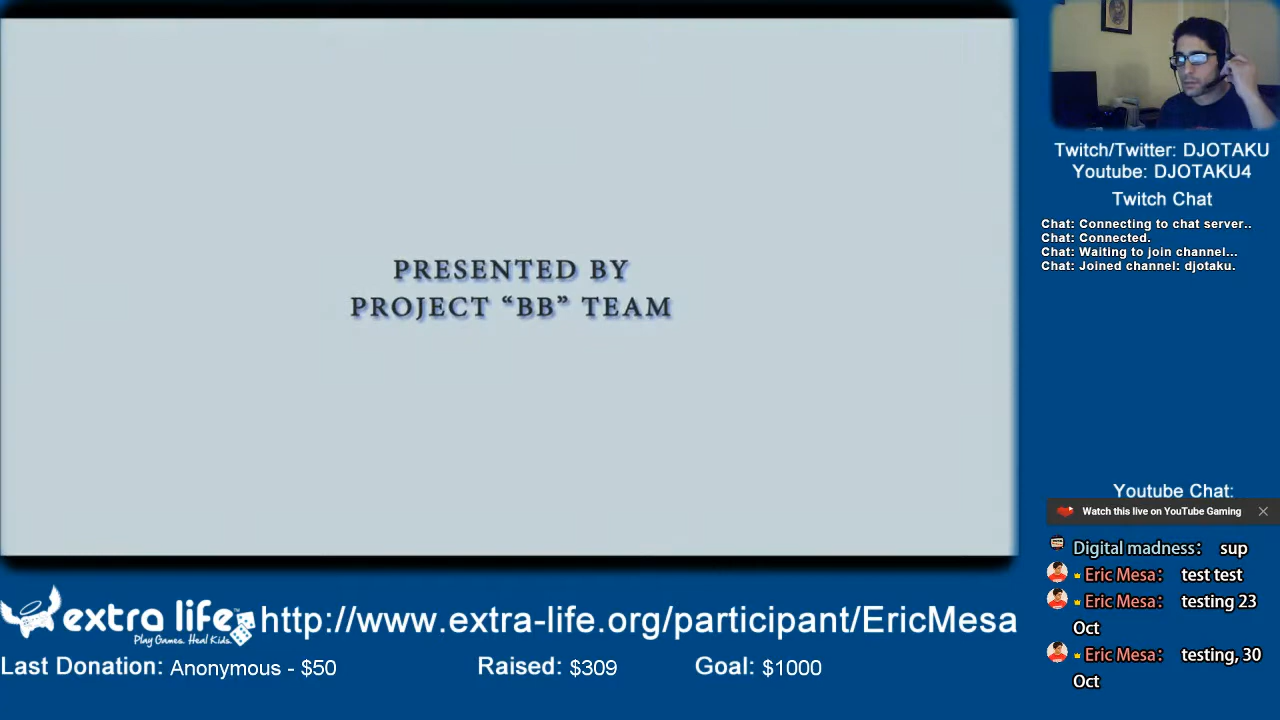 PRESENTED BY
PROJECT “BB” TEAM
Twitch/Twitter: DJOTAKU
Youtube: DJOTAKU4
Twitch Chat
Chat: Connecting to chat server..
Chat: Connected.
Chat: Waiting to join channel...
Chat: Joined channel: djotaku.
Youtube Chat:
Watch this live on YouTube Gaming
Digital madness: sup
Eric Mesa: test test
Eric Mesa: testing 23
Oct
Eric Mesa: testing, 30
Oct
extra life
Play Games. Heal Kids.
http://www.extra-life.org/participant/EricMesa
Last Donation: Anonymous - $50
Raised: $309
Goal: $1000